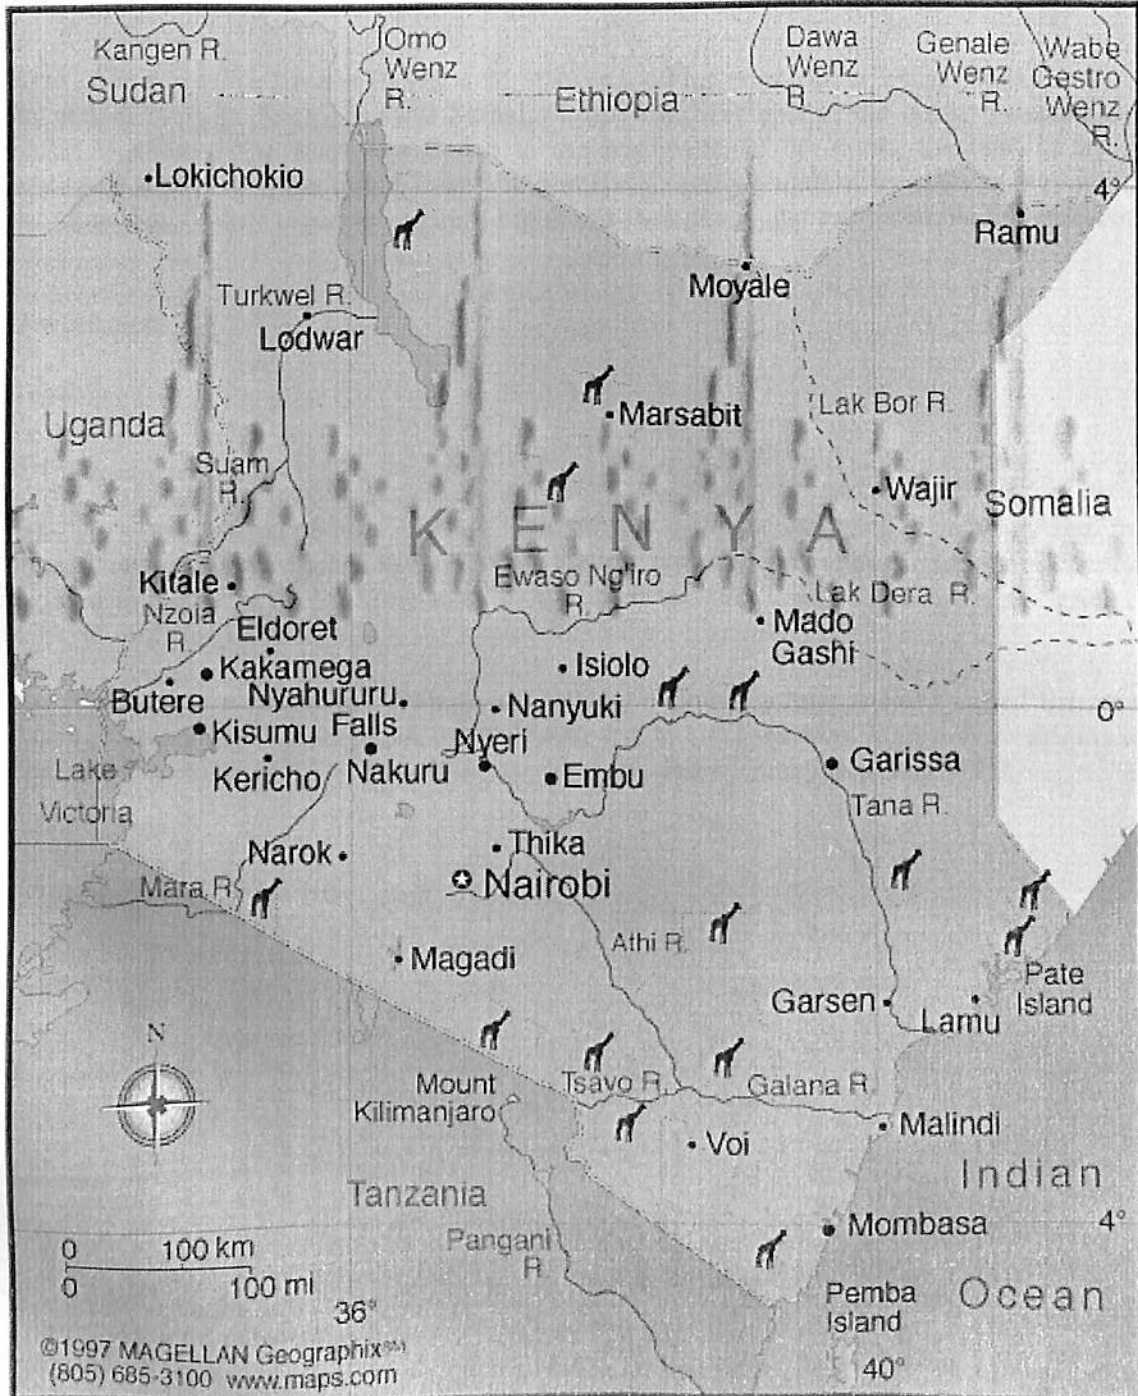 Kangen R.
Sudan
Omo
Wenz
R.
Ethiopia
Dawa
Wenz
R.
Genale
Wenz
R.
Wabe
Gestro
Wenz
R.
Lokichokio
4°
Ramu
Moyale
Turkwel R.
Lodwar
Marsabit
Lak Bor R.
Uganda
Suam
R.
Wajir
Somalia
KENYA
Ewaso Ng'iro
R.
Lak Dera R.
Kitale
Nzoia
R.
Eldoret
Mado
Gashi
Kakamega
Isiolo
Butere
Nyahururu
Falls
Nanyuki
0°
Kisumu
Nyeri
Lake
Victoria
Kericho
Nakuru
Embu
Garissa
Tana R.
Narok
Thika
Mara R.
Nairobi
Athi R.
Magadi
Pate
Island
Garsen
Lamu
N
Mount
Kilimanjaro
Tsavo R.
Galana R.
Malindi
Voi
Indian
Ocean
Tanzania
Pangani
R.
Mombasa
4°
0 100 km
0 100 mi
36°
Pemba
Island
40°
©1997 MAGELLAN Geographix℠
(805) 685-3100 www.maps.com